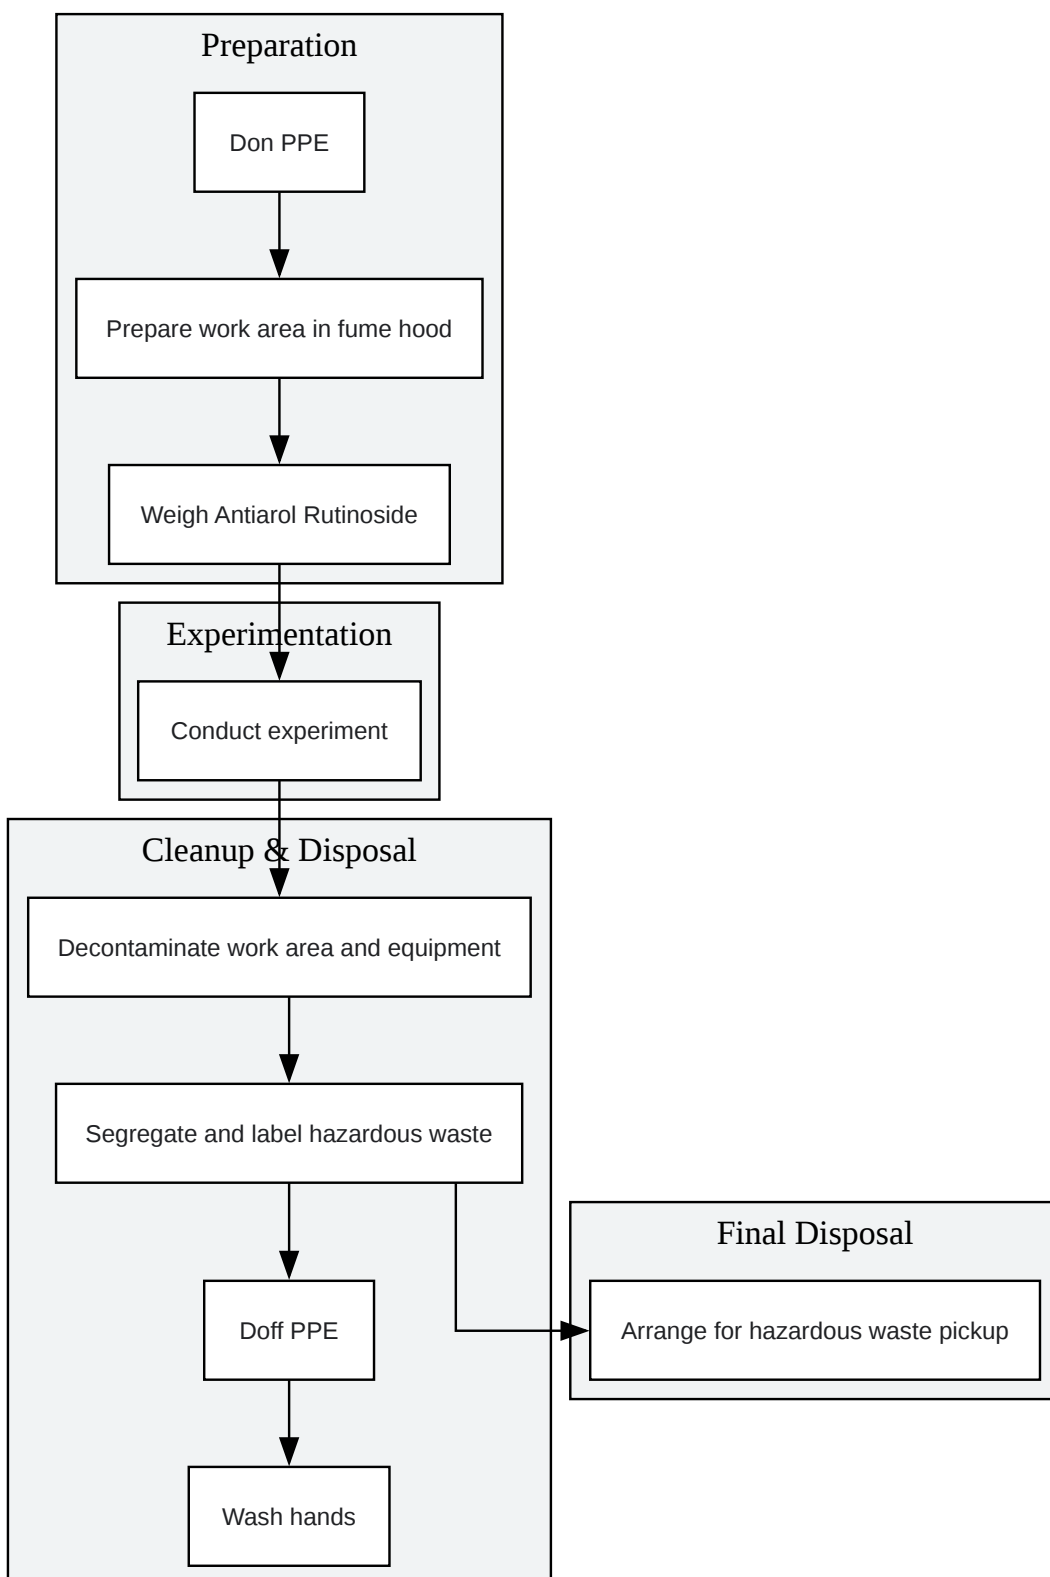 Preparation
Don PPE
Prepare work area in fume hood
Weigh Antiarol Rutinoside
Experimentation
Conduct experiment
Cleanup & Disposal
Decontaminate work area and equipment
Segregate and label hazardous waste
Final Disposal
Doff PPE
Arrange for hazardous waste pickup
Wash hands